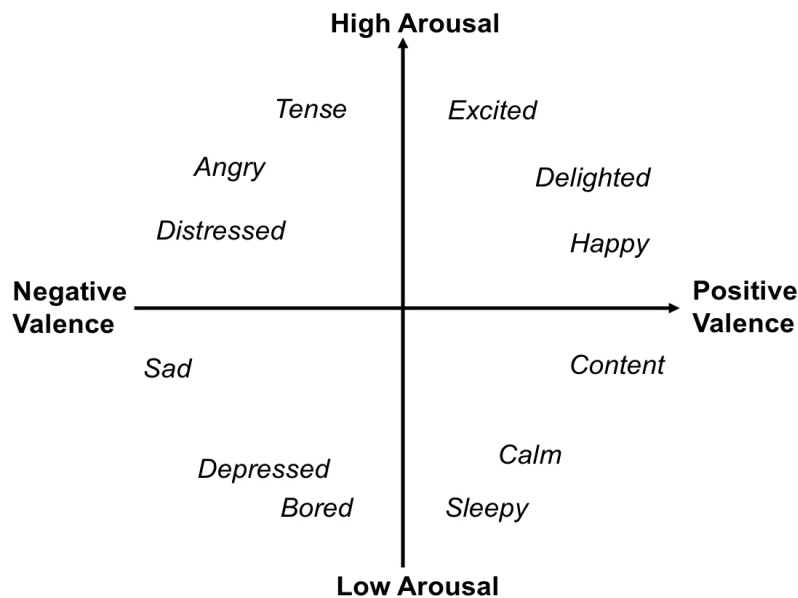 High Arousal
Tense
Excited
Angry
Delighted
Distressed
Happy
Negative
Valence
Positive
Valence
Sad
Content
Calm
Depressed
Bored
Sleepy
Low Arousal